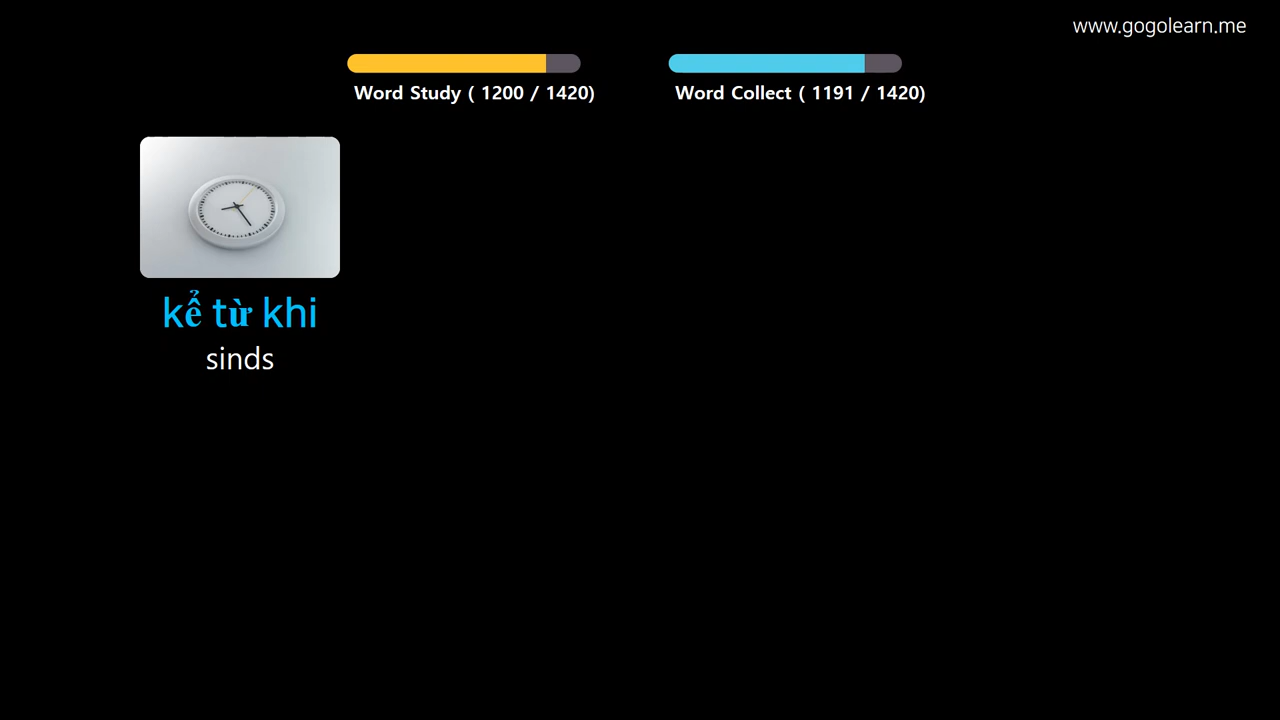 www.gogolearn.me
Word Study ( 1200 / 1420)
Word Collect ( 1191 / 1420)
kể từ khi
sinds